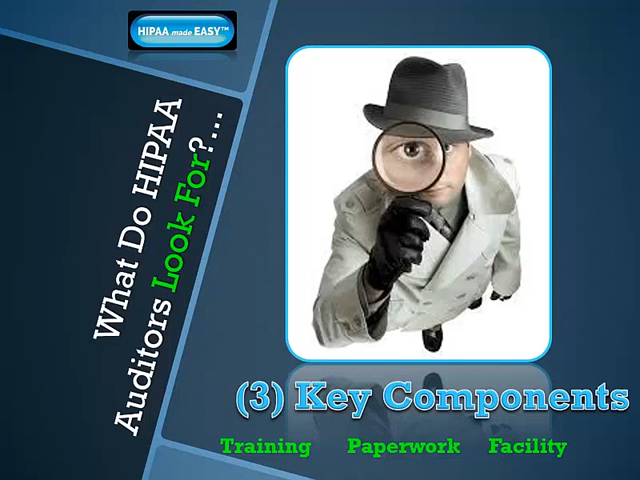 HIPAA made EASY™
What Do HIPAA
Auditors Look For?...
(3) Key Components
Training Paperwork Facility